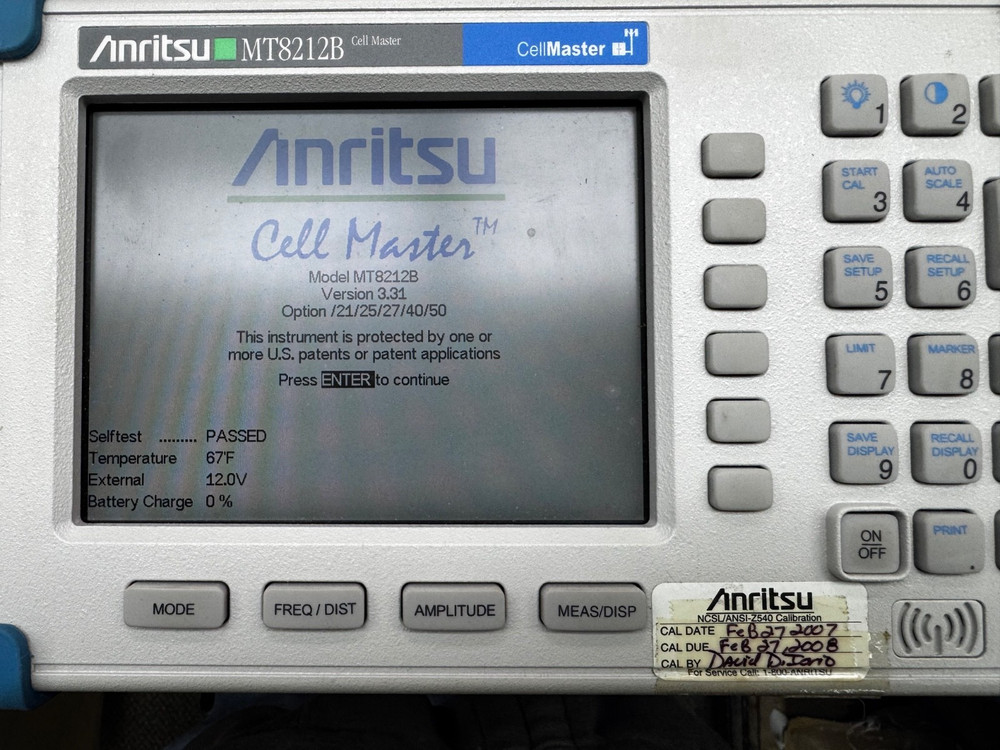 Anritsu MT8212B Cell Master
CellMaster
Anritsu
Cell Master™
Model MT8212B
Version 3.31
Option /21/25/27/40/50
This instrument is protected by one or
more U.S. patents or patent applications
Press ENTER to continue
Selftest ......... PASSED
Temperature 67°F
External 12.0V
Battery Charge 0 %
1
2
START
CAL
3
AUTO
SCALE
4
SAVE
SETUP
5
RECALL
SETUP
6
LIMIT
7
MARKER
8
SAVE
DISPLAY
9
RECALL
DISPLAY
0
ON
OFF
PRINT
MODE
FREQ / DIST
AMPLITUDE
MEAS/DISP
Anritsu
NCSL/ANSI-Z540 Calibration
CAL DATE FeB 27 2007
CAL DUE FeB 27, 2008
CAL BY David D. Iorio
For Service Call: 1-800-ANRITSU